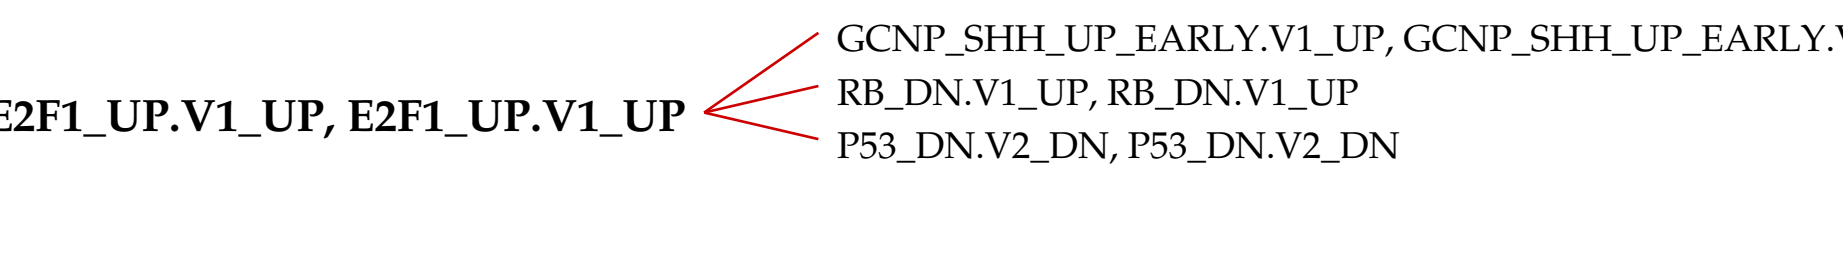 GCNP_SHH_UP_EARLY.V1_UP, GCNP_SHH_UP_EARLY.
RB_DN.V1_UP, RB_DN.V1_UP
E2F1_UP.V1_UP, E2F1_UP.V1_UP
P53_DN.V2_DN, P53_DN.V2_DN